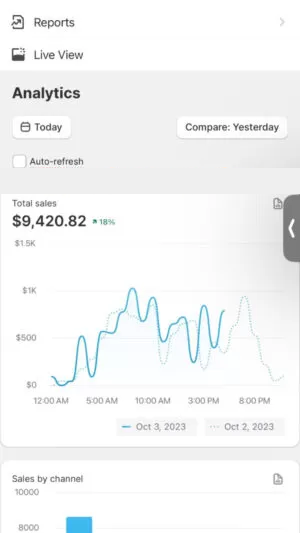 Reports
Live View
Analytics
Today
Compare: Yesterday
Auto-refresh
Total sales
$9,420.82 18%
$1.5K
$1K
$500
$0
12:00 AM 5:00 AM 10:00 AM 3:00 PM 8:00 PM
Oct 3, 2023 Oct 2, 2023
Sales by channel
10000
8000